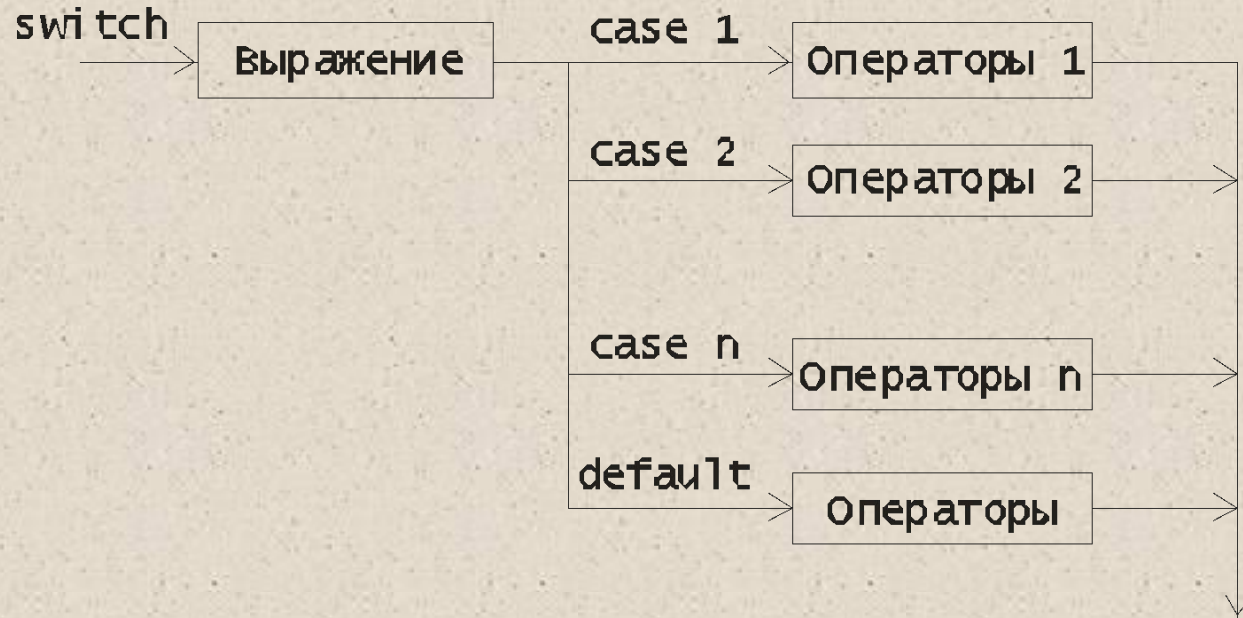 switch
Выражение
case 1
Операторы 1
case 2
Операторы 2
case n
Операторы n
default
Операторы